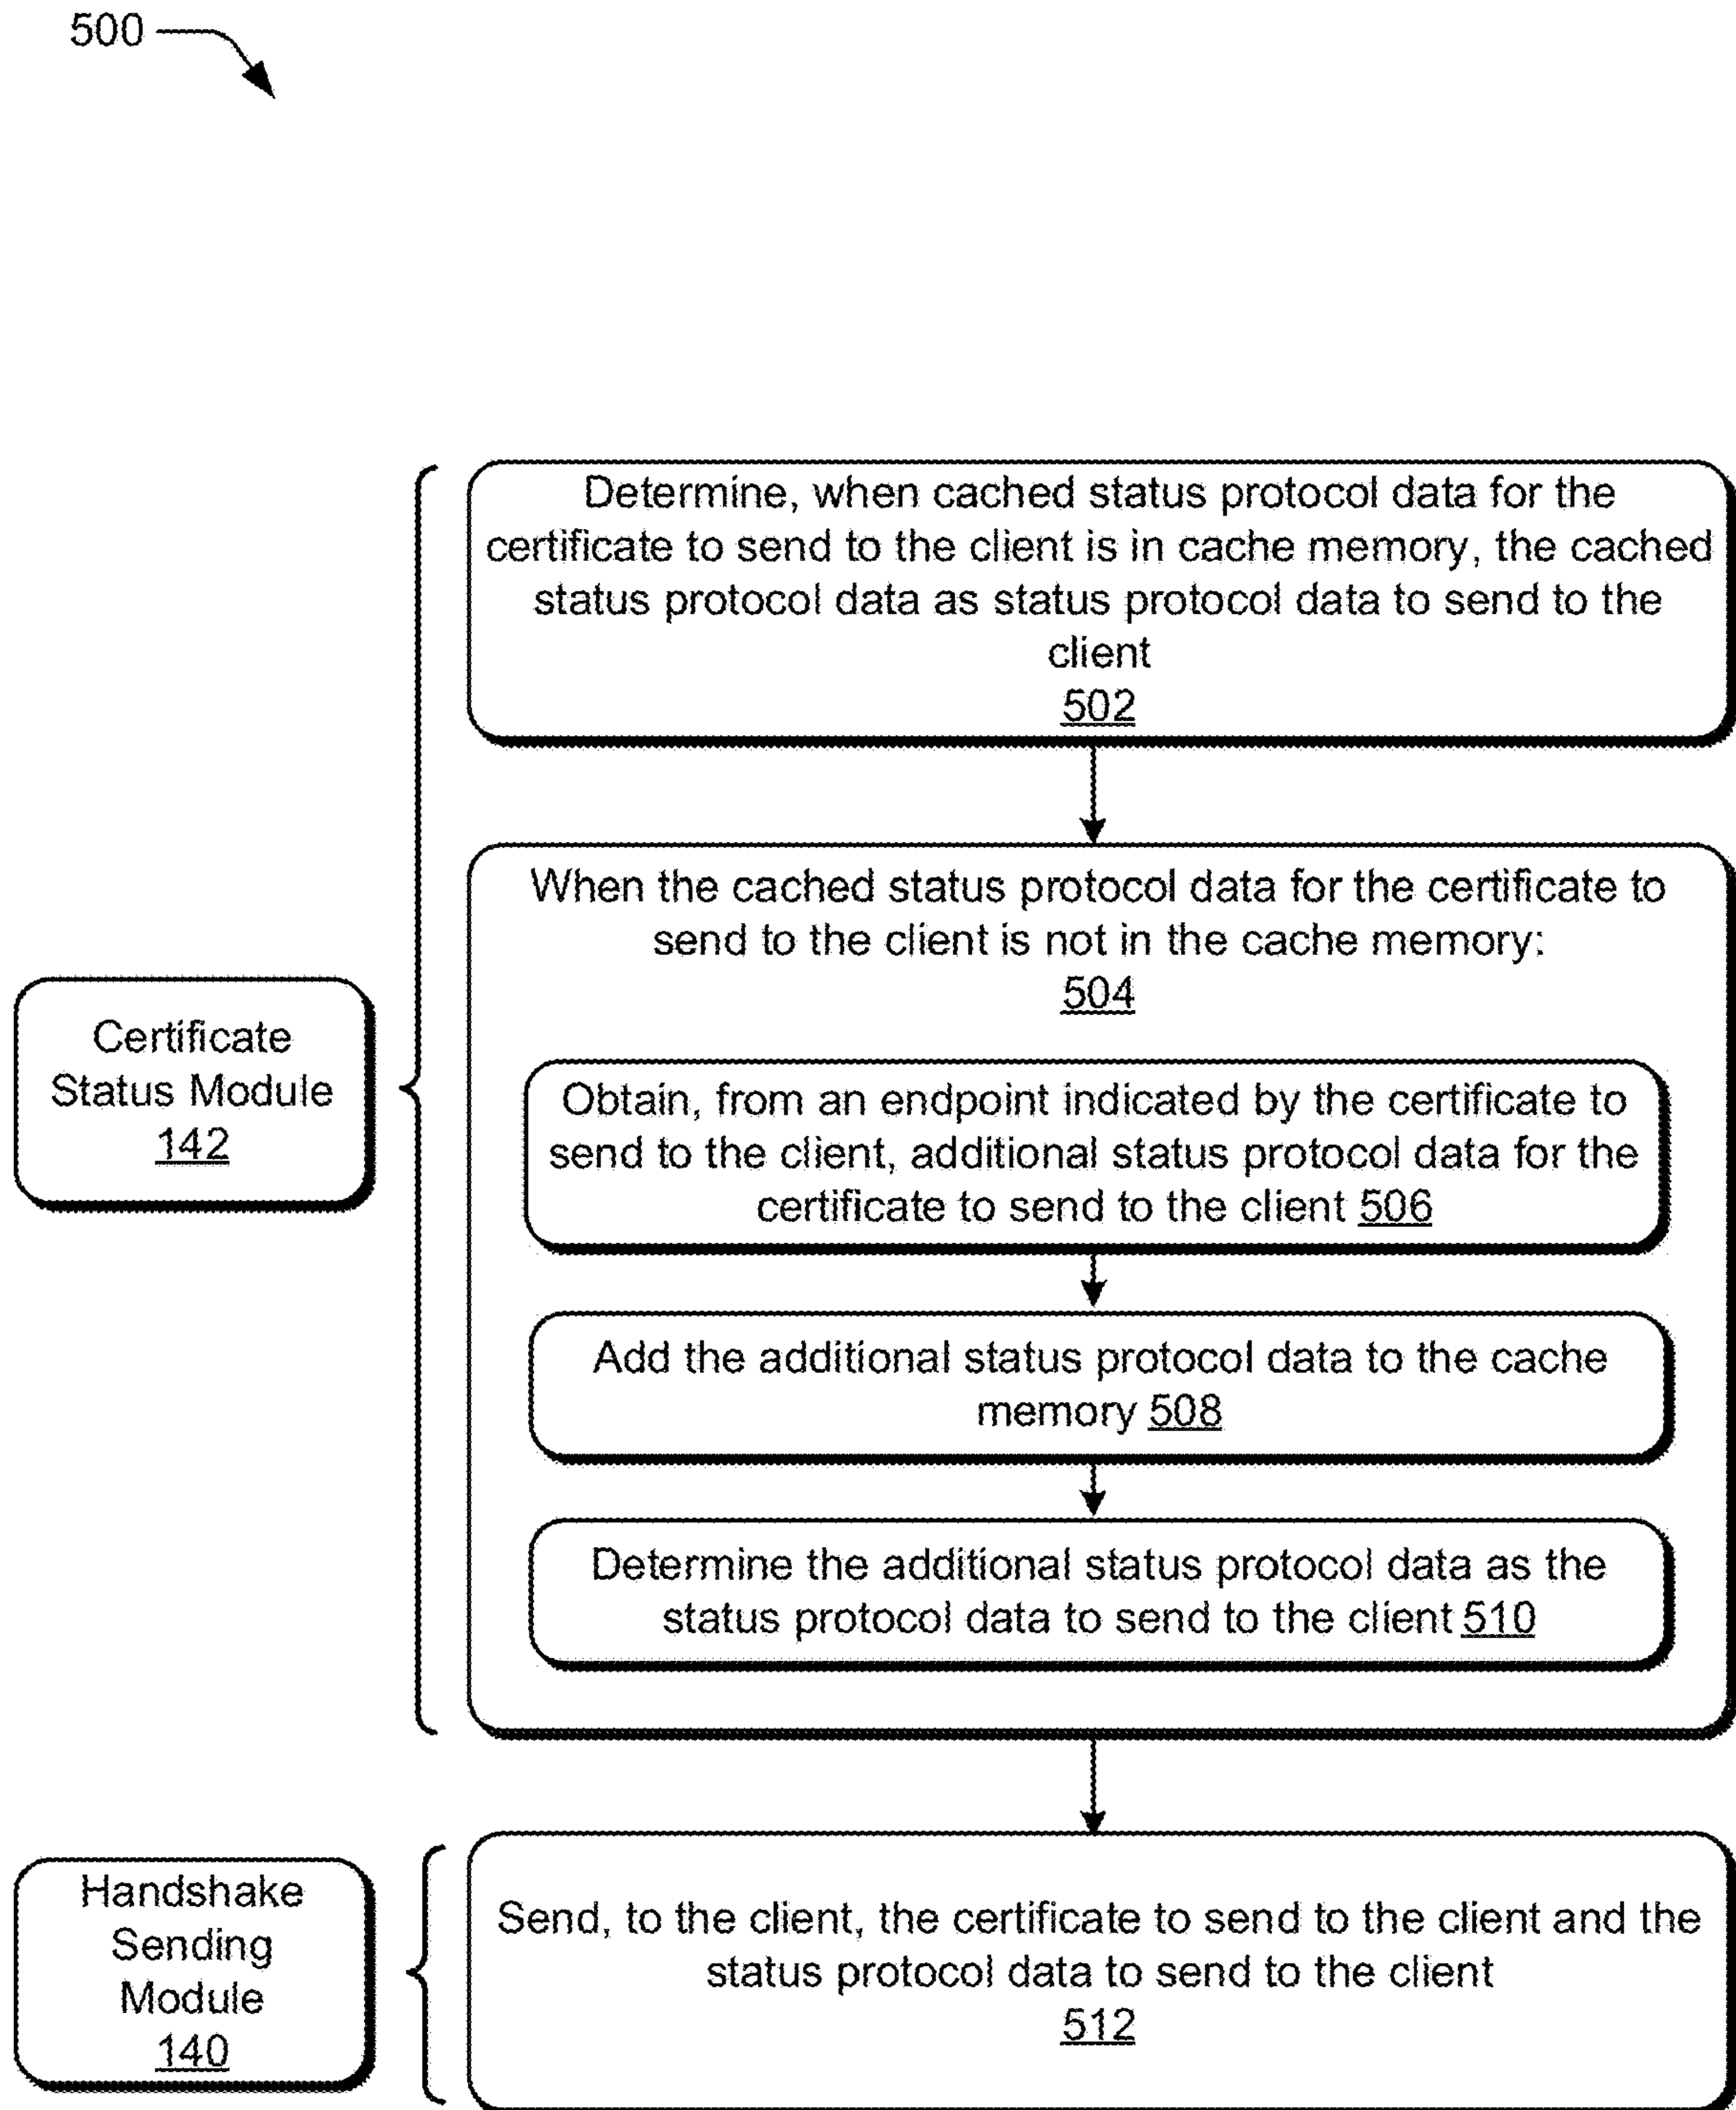 500
Determine, when cached status protocol data for the
certificate to send to the client is in cache memory, the cached
status protocol data as status protocol data to send to the
client
502
When the cached status protocol data for the certificate to
send to the client is not in the cache memory:
504
Certificate
Status Module
142
Obtain, from an endpoint indicated by the certificate to
send to the client, additional status protocol data for the
certificate to send to the client 506
Add the additional status protocol data to the cache
memory 508
Determine the additional status protocol data as the
status protocol data to send to the client 510
Handshake
Sending
Module
140
Send, to the client, the certificate to send to the client and the
status protocol data to send to the client
512